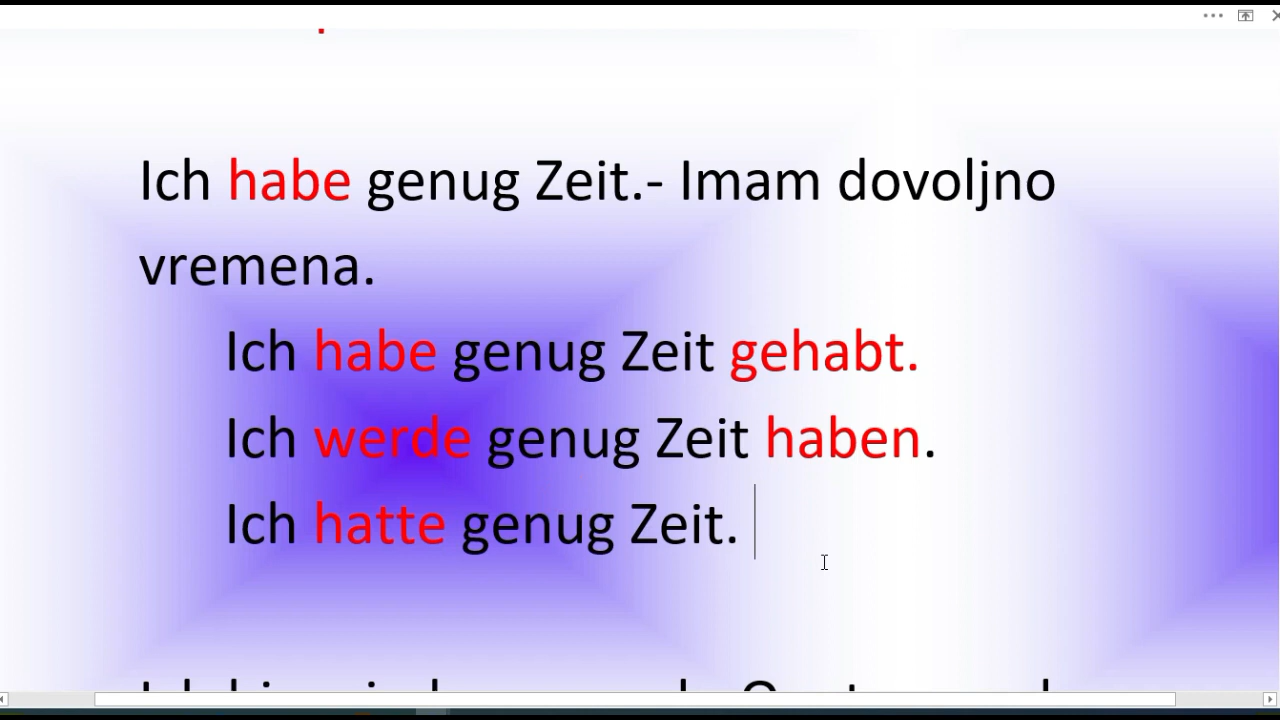 Ich habe genug Zeit.- Imam dovoljno
vremena.
Ich habe genug Zeit gehabt.
Ich werde genug Zeit haben.
Ich hatte genug Zeit.